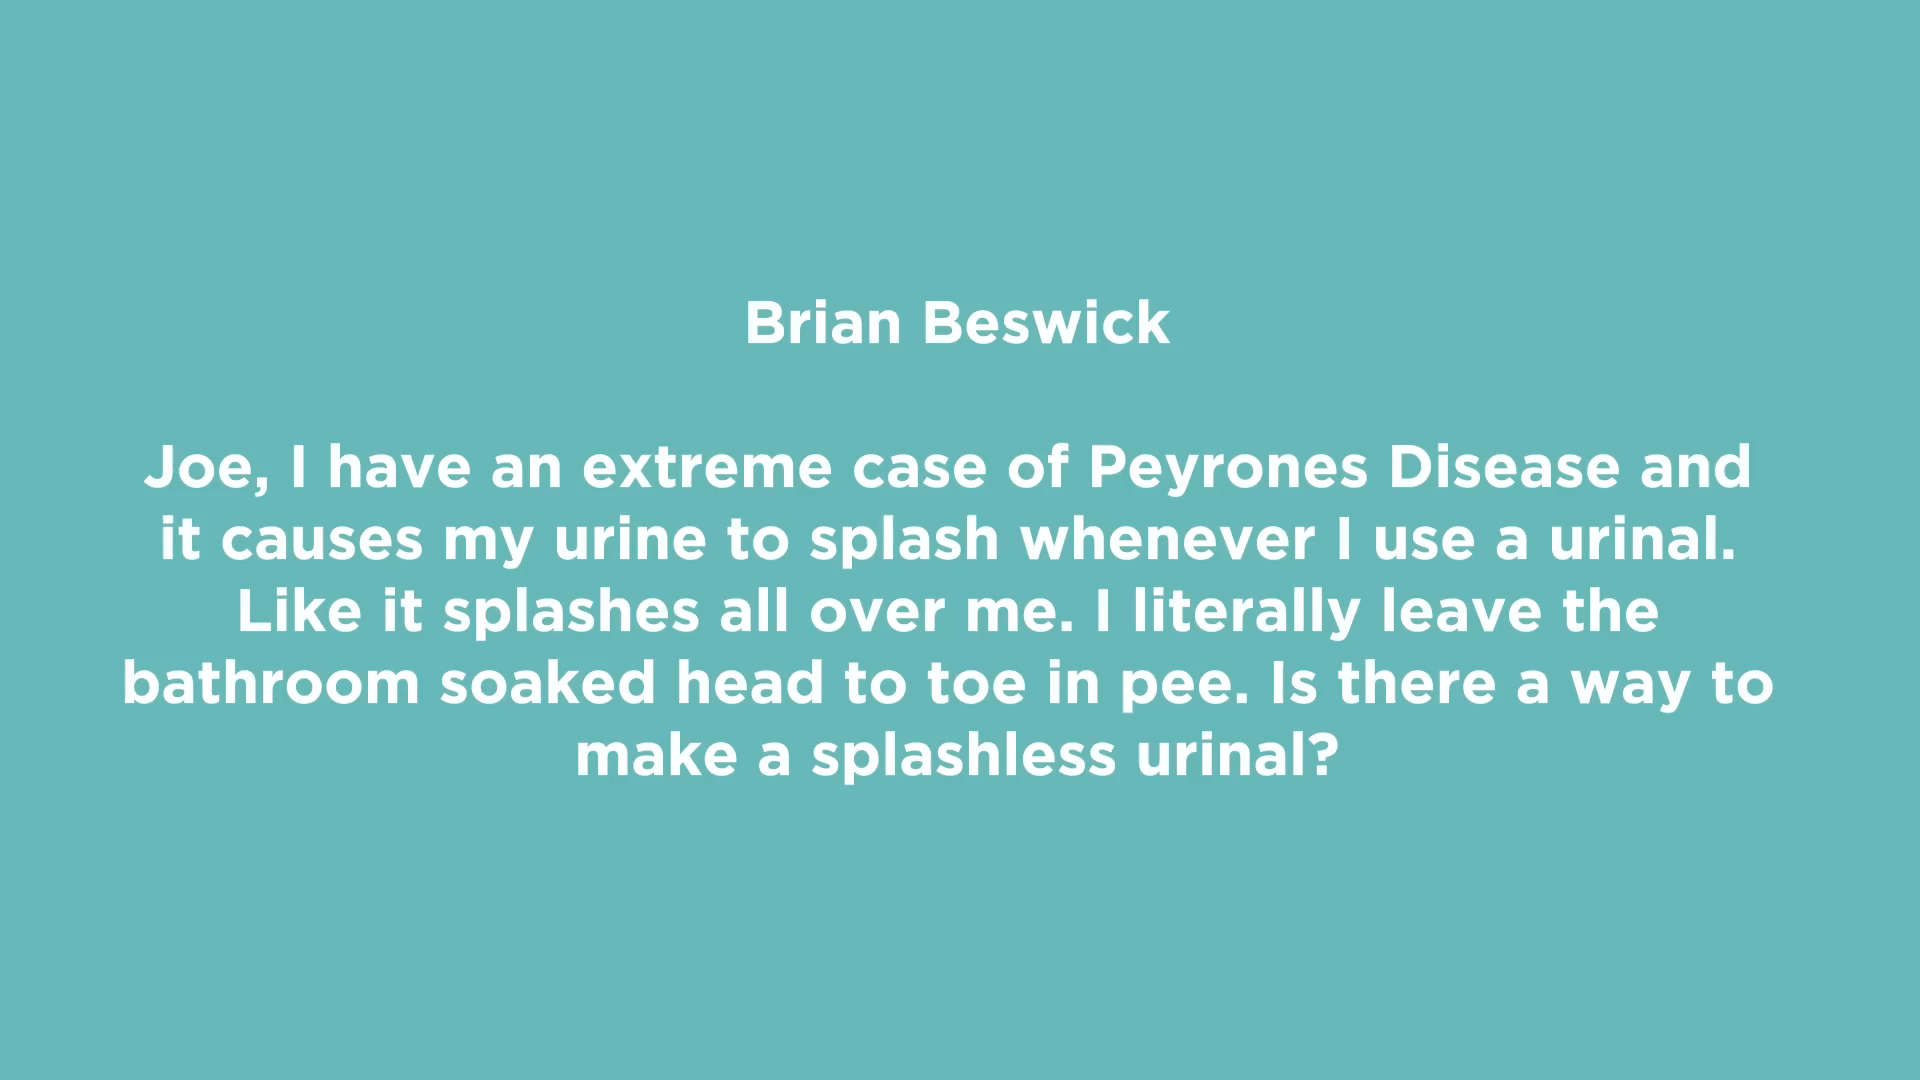 Brian Beswick
Joe, I have an extreme case of Peyrones Disease and
it causes my urine to splash whenever I use a urinal.
Like it splashes all over me. I literally leave the
bathroom soaked head to toe in pee. Is there a way to
make a splashless urinal?